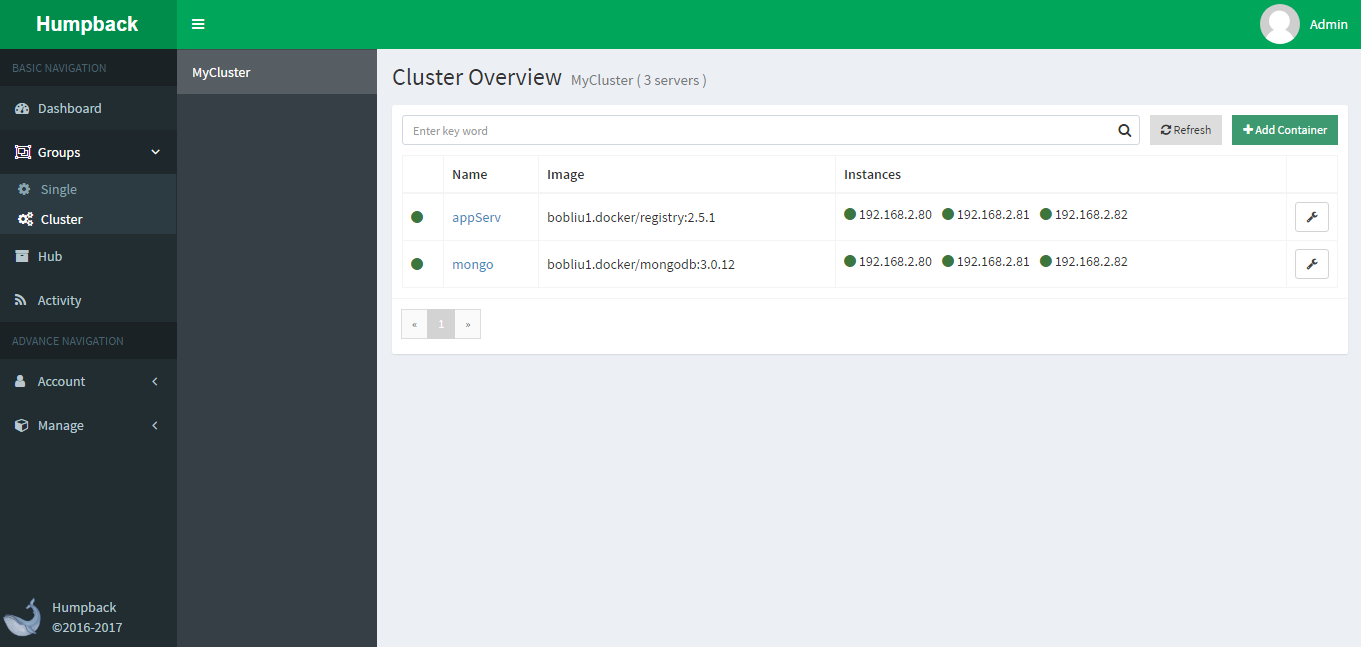 Humpback
Admin
BASIC NAVIGATION
Dashboard
Groups
Single
Cluster
Hub
Activity
ADVANCE NAVIGATION
Account
Manage
Humpback
©2016-2017
MyCluster
Cluster Overview MyCluster ( 3 servers )
Enter key word
Refresh
Add Container
Name Image Instances
appServ bobliu1.docker/registry:2.5.1 192.168.2.80 192.168.2.81 192.168.2.82
mongo bobliu1.docker/mongodb:3.0.12 192.168.2.80 192.168.2.81 192.168.2.82
« 1 »